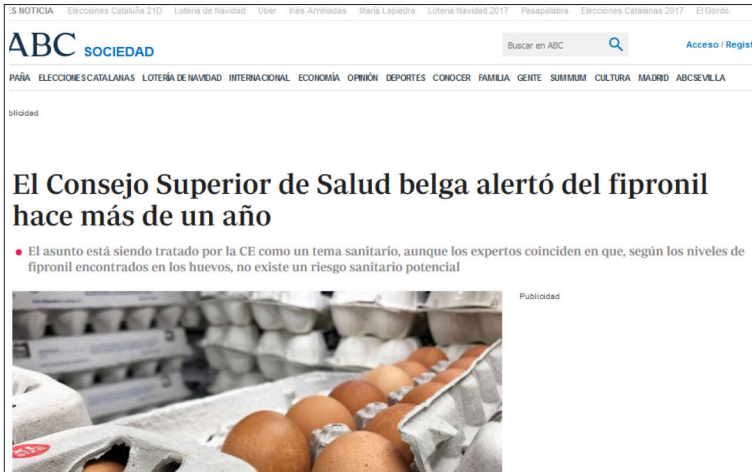 ES NOTICIA Elecciones Cataluña 21D Loteria de Navidad Uber Inés Arrimadas María Lapiedra Loteria Navidad 2017 Pasapalabra Elecciones Catalanas 2017 El Gordo
ABC SOCIEDAD
Buscar en ABC
Acceso / Regist
PAÑA ELECCIONES CATALANAS LOTERÍA DE NAVIDAD INTERNACIONAL ECONOMÍA OPINIÓN DEPORTES CONOCER FAMILIA GENTE SUMMUM CULTURA MADRID ABCSEVILLA
blicidad
El Consejo Superior de Salud belga alertó del fipronil
hace más de un año
El asunto está siendo tratado por la CE como un tema sanitario, aunque los expertos coinciden en que, según los niveles de
fipronil encontrados en los huevos, no existe un riesgo sanitario potencial
Publicidad